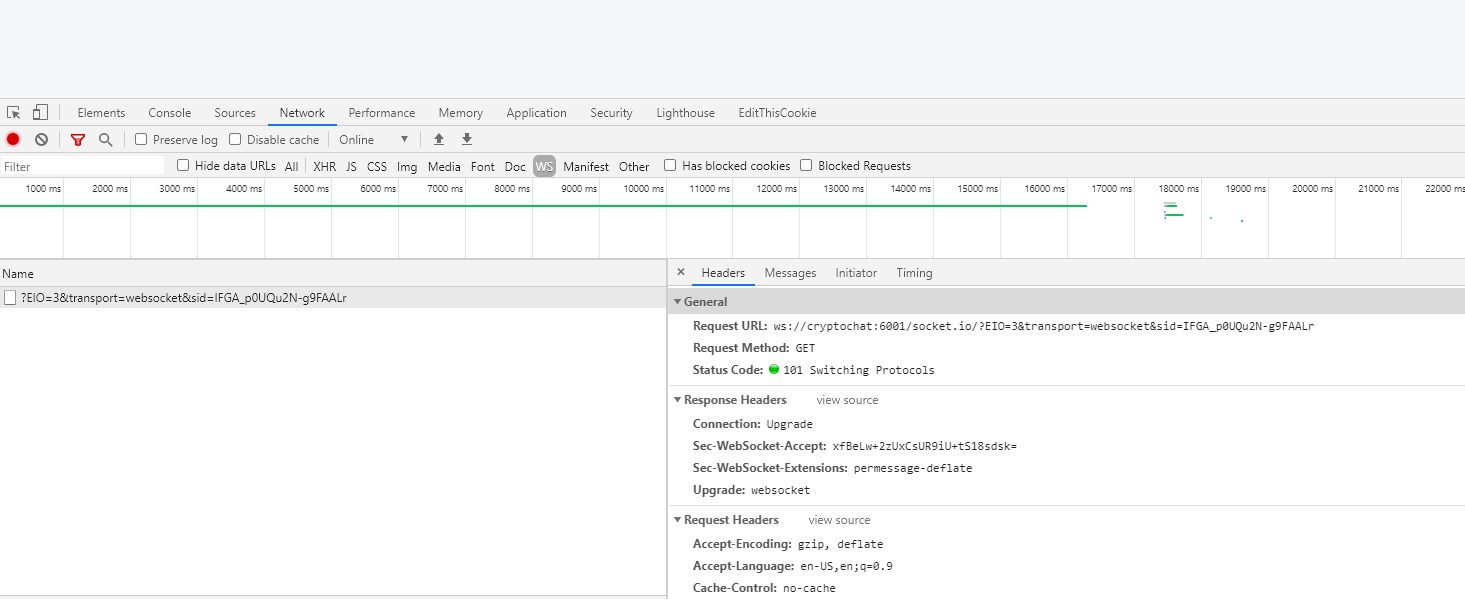 Elements Console Sources Network Performance Memory Application Security Lighthouse EditThisCookie
Preserve log Disable cache Online
Filter Hide data URLs All XHR JS CSS Img Media Font Doc WS Manifest Other Has blocked cookies Blocked Requests
1000 ms 2000 ms 3000 ms 4000 ms 5000 ms 6000 ms 7000 ms 8000 ms 9000 ms 10000 ms 11000 ms 12000 ms 13000 ms 14000 ms 15000 ms 16000 ms 17000 ms 18000 ms 19000 ms 20000 ms 21000 ms 22000 ms
Name
?EIO=3&transport=websocket&sid=IFGA_p0UQu2N-g9FAALr
× Headers Messages Initiator Timing
General
Request URL: ws://cryptochat:6001/socket.io/?EIO=3&transport=websocket&sid=IFGA_p0UQu2N-g9FAALr
Request Method: GET
Status Code: 101 Switching Protocols
Response Headers view source
Connection: Upgrade
Sec-WebSocket-Accept: xfBeLw+2zUxCsUR9iU+tS18sdsk=
Sec-WebSocket-Extensions: permessage-deflate
Upgrade: websocket
Request Headers view source
Accept-Encoding: gzip, deflate
Accept-Language: en-US,en;q=0.9
Cache-Control: no-cache